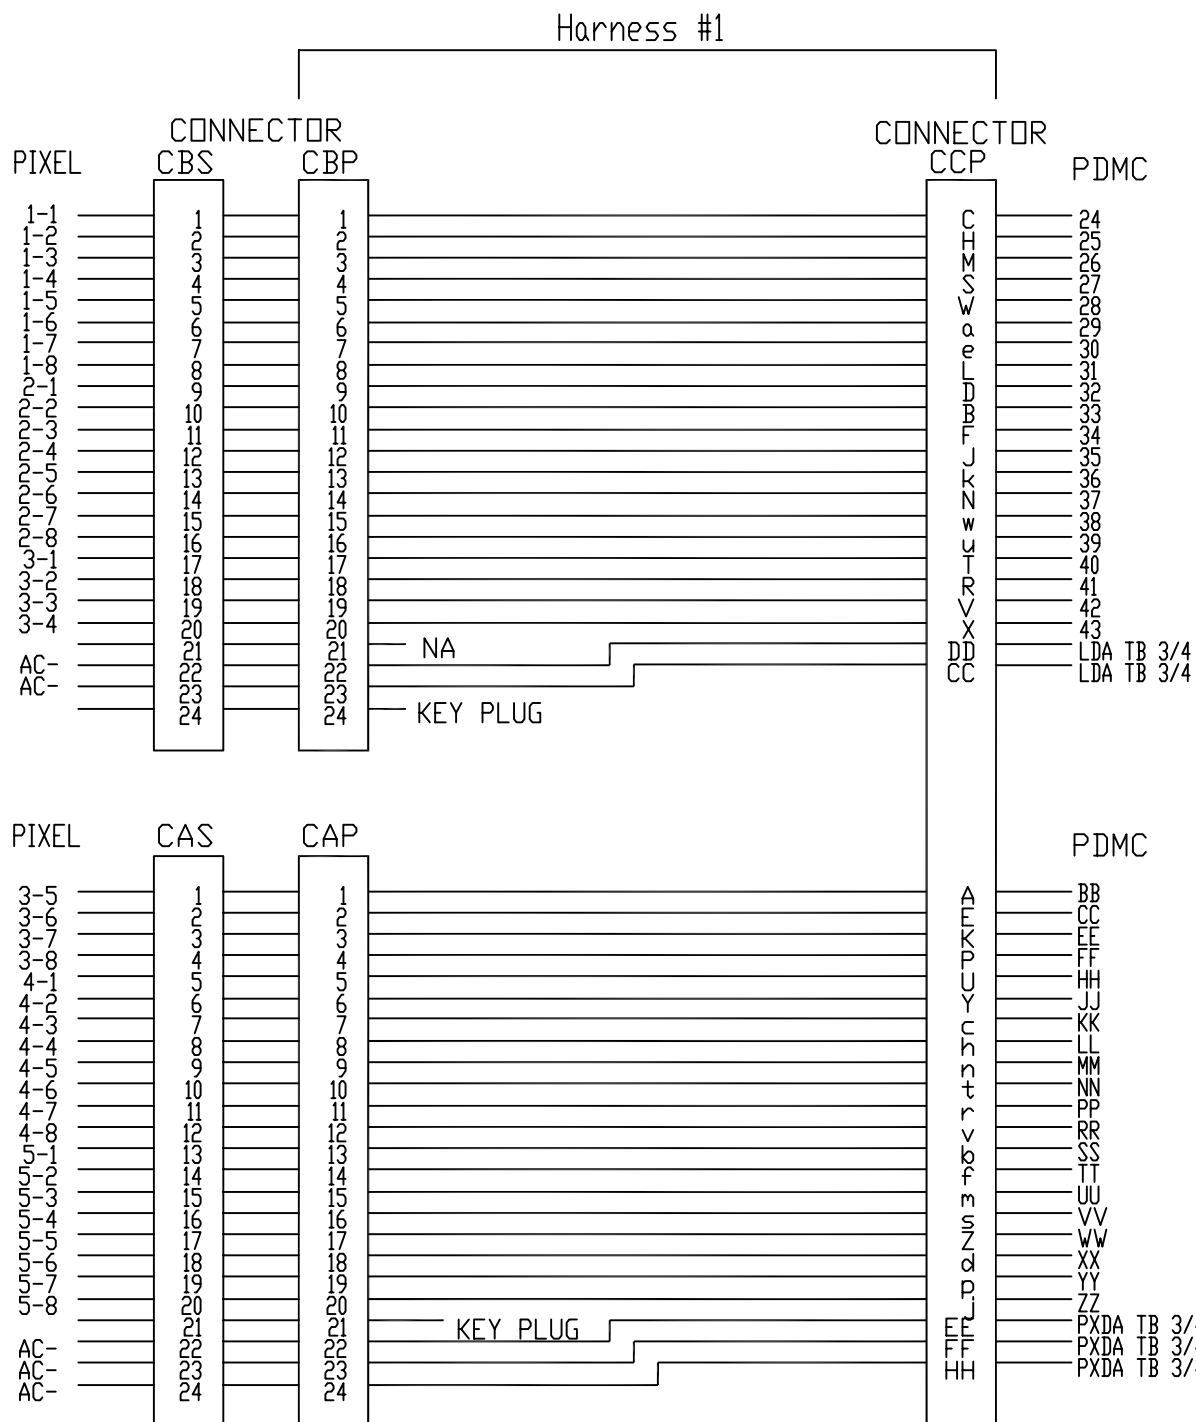 Harness #1
CONNECTOR CONNECTOR
PIXEL CBS CBP CCP PDMC
1-1 1 1 C 24
1-2 2 2 H 25
1-3 3 3 M 26
1-4 4 4 S 27
1-5 5 5 W 28
1-6 6 6 a 29
1-7 7 7 e 30
1-8 8 8 L 31
2-1 9 9 D 32
2-2 10 10 B 33
2-3 11 11 F 34
2-4 12 12 J 35
2-5 13 13 k 36
2-6 14 14 N 37
2-7 15 15 w 38
2-8 16 16 u 39
3-1 17 17 T 40
3-2 18 18 R 41
3-3 19 19 V 42
3-4 20 20 X 43
21 21 NA DD LDA TB 3/4
AC- 22 22 CC LDA TB 3/4
AC- 23 23
24 24 KEY PLUG
PIXEL CAS CAP PDMC
3-5 1 1 A BB
3-6 2 2 E CC
3-7 3 3 K EE
3-8 4 4 P FF
4-1 5 5 U HH
4-2 6 6 Y JJ
4-3 7 7 c KK
4-4 8 8 h LL
4-5 9 9 n MM
4-6 10 10 t NN
4-7 11 11 r PP
4-8 12 12 v RR
5-1 13 13 b SS
5-2 14 14 f TT
5-3 15 15 m UU
5-4 16 16 s VV
5-5 17 17 Z WW
5-6 18 18 d XX
5-7 19 19 p YY
5-8 20 20 j ZZ
21 21 KEY PLUG EE PXDA TB 3/4
AC- 22 22 FF PXDA TB 3/4
AC- 23 23 HH PXDA TB 3/4
AC- 24 24